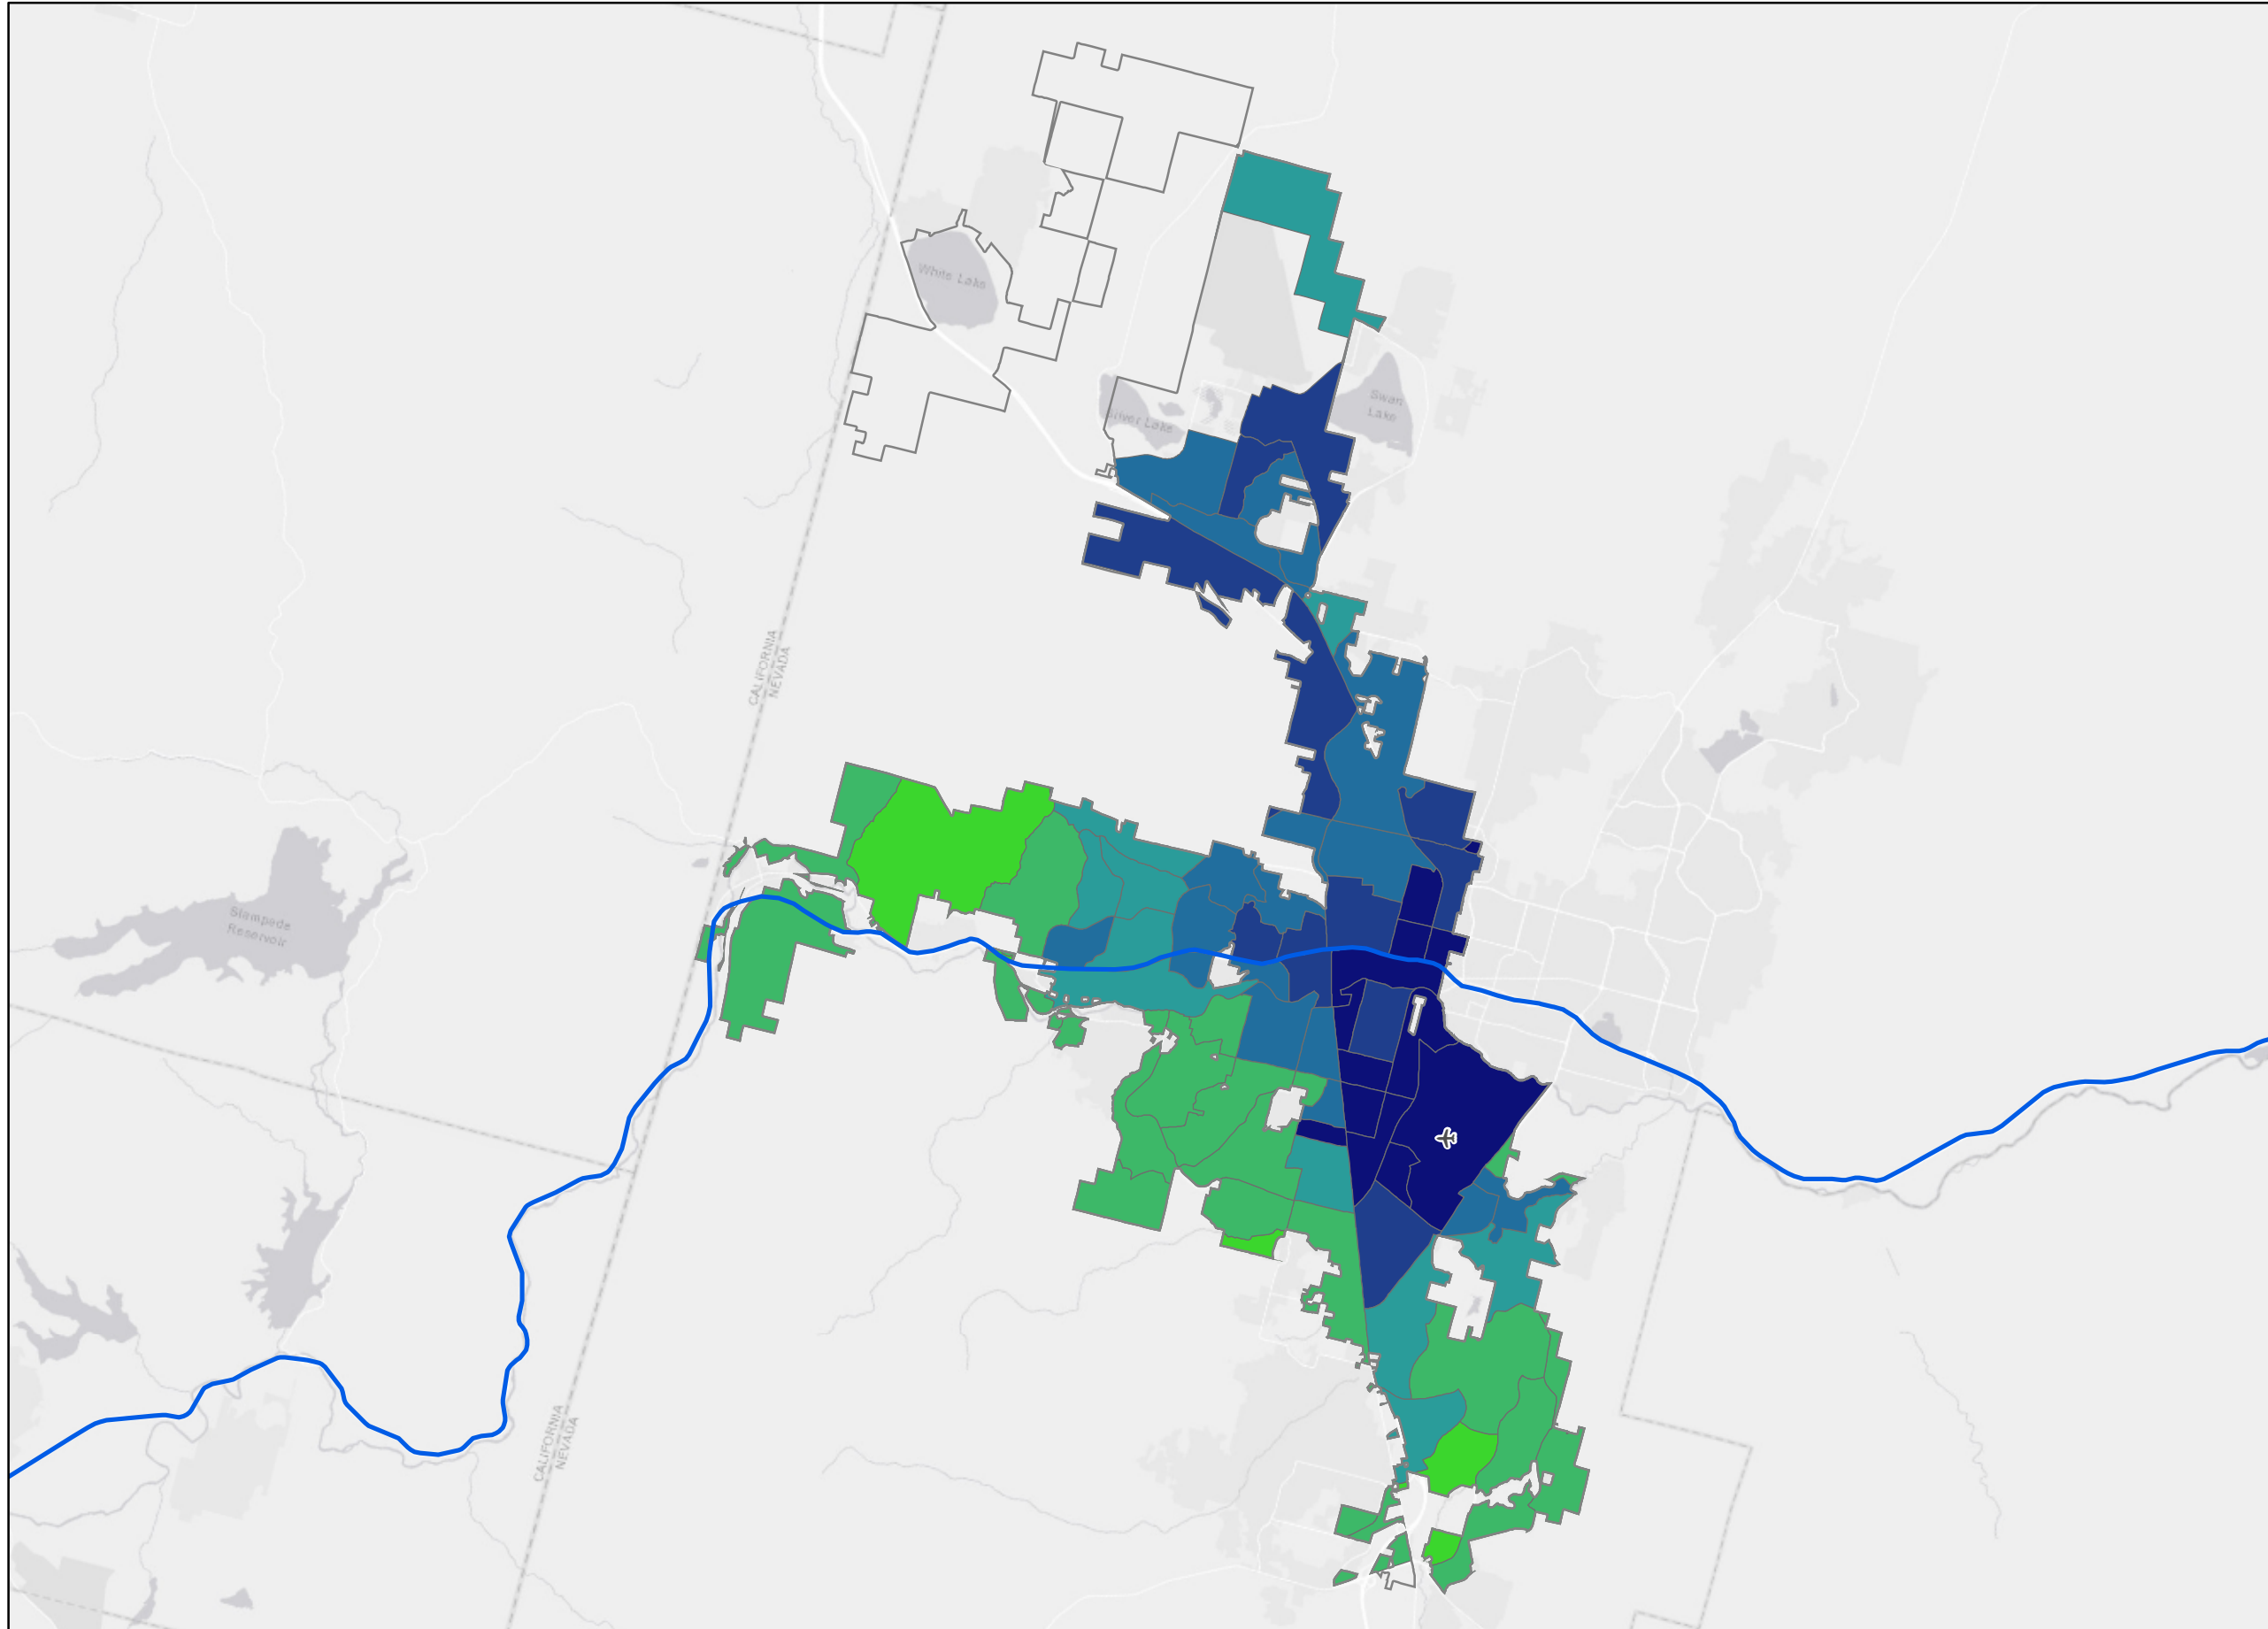 White Lake
Silver Lake
Swan
Lake
CALIFORNIA
NEVADA
Stampede
Reservoir
CALIFORNIA
NEVADA